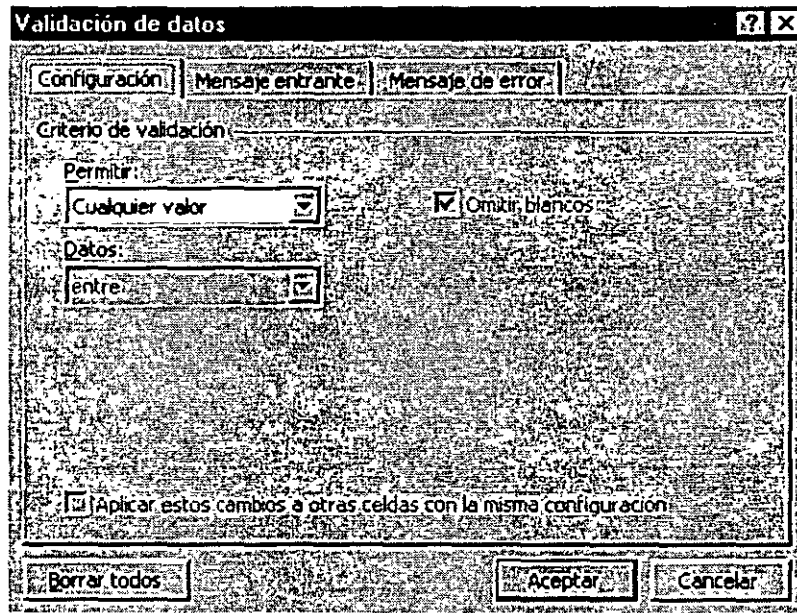 Validación de datos
Configuración Mensaje entrante Mensaje de error
Criterio de validación
Permitir:
Cualquier valor Omitir blancos
Datos:
entre
Aplicar estos cambios a otras celdas con la misma configuración
Borrar todos Aceptar Cancelar